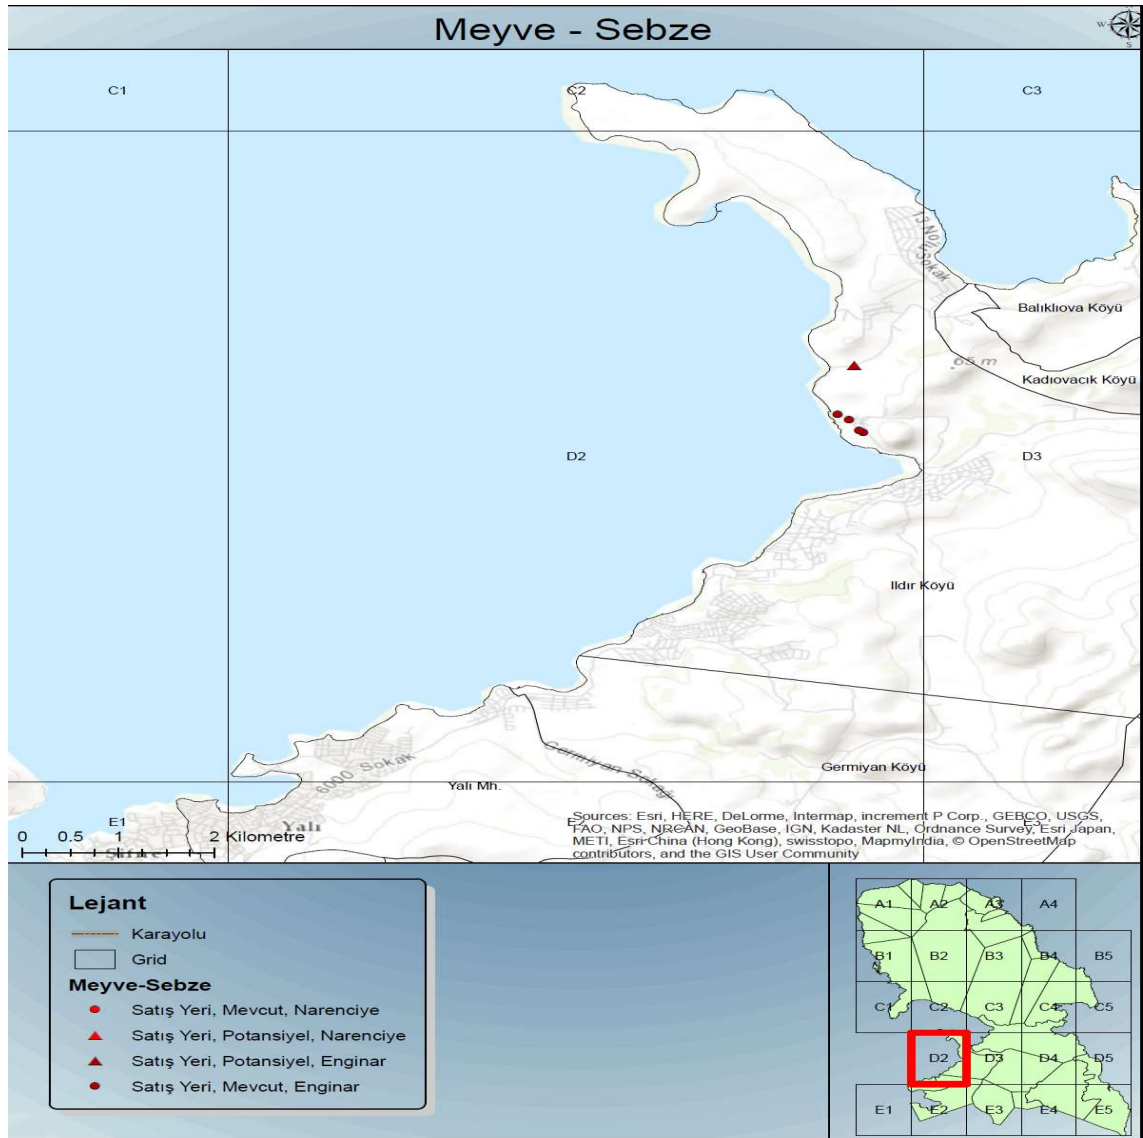 Meyve - Sebze
W
S
C1
C2
C3
13 Nolu Sokak
Balıklıova Köyü
65 m
Kadıovacık Köyü
D2
D3
Ildır Köyü
Germiyan Sokağı
Germiyan Köyü
6000 Sokak
Yalı Mh.
E1
E2
E3
Yalı
Şifne
0 0.5 1 2 Kilometre
Sources: Esri, HERE, DeLorme, Intermap, increment P Corp., GEBCO, USGS,
FAO, NPS, NRCAN, GeoBase, IGN, Kadaster NL, Ordnance Survey, Esri Japan,
METI, Esri China (Hong Kong), swisstopo, MapmyIndia, © OpenStreetMap
contributors, and the GIS User Community
Lejant
Karayolu
Grid
Meyve-Sebze
Satış Yeri, Mevcut, Narenciye
Satış Yeri, Potansiyel, Narenciye
Satış Yeri, Potansiyel, Enginar
Satış Yeri, Mevcut, Enginar
A1 A2 A3 A4
B1 B2 B3 B4 B5
C1 C2 C3 C4 C5
D2 D3 D4 D5
E1 E2 E3 E4 E5